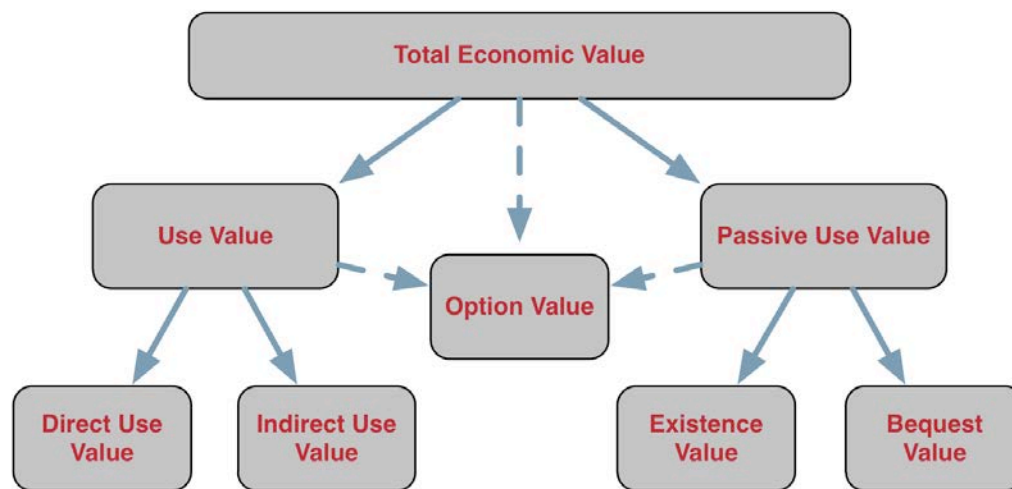 Total Economic Value
Use Value
Passive Use Value
Option Value
Direct Use
Value
Indirect Use
Value
Existence
Value
Bequest
Value